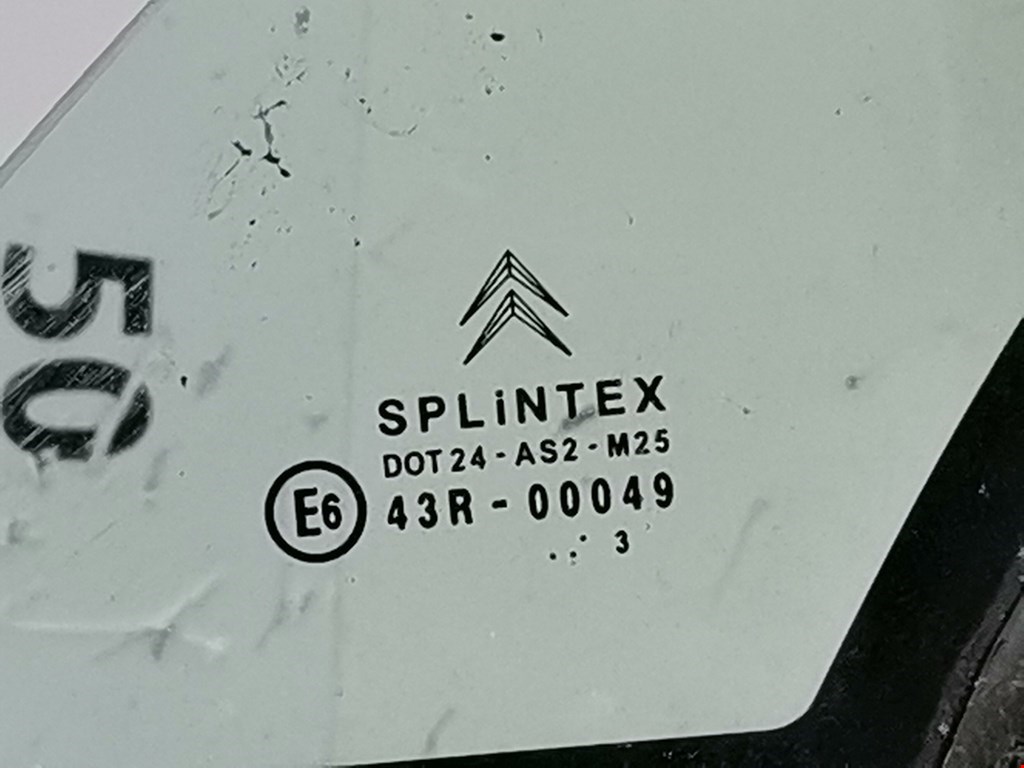 50
SPLiNTEX
DOT 24 - AS2 - M25
E6 43R - 00049
. .: 3